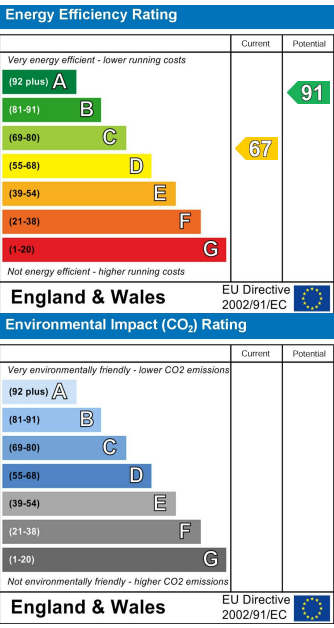 Energy Efficiency Rating
Current Potential
Very energy efficient - lower running costs
(92 plus) A
91
(81-91) B
(69-80) C
67
(55-68) D
(39-54) E
(21-38) F
(1-20) G
Not energy efficient - higher running costs
England & Wales
EU Directive
2002/91/EC
Environmental Impact (CO₂) Rating
Current Potential
Very environmentally friendly - lower CO2 emissions
(92 plus) A
(81-91) B
(69-80) C
(55-68) D
(39-54) E
(21-38) F
(1-20) G
Not environmentally friendly - higher CO2 emissions
England & Wales
EU Directive
2002/91/EC